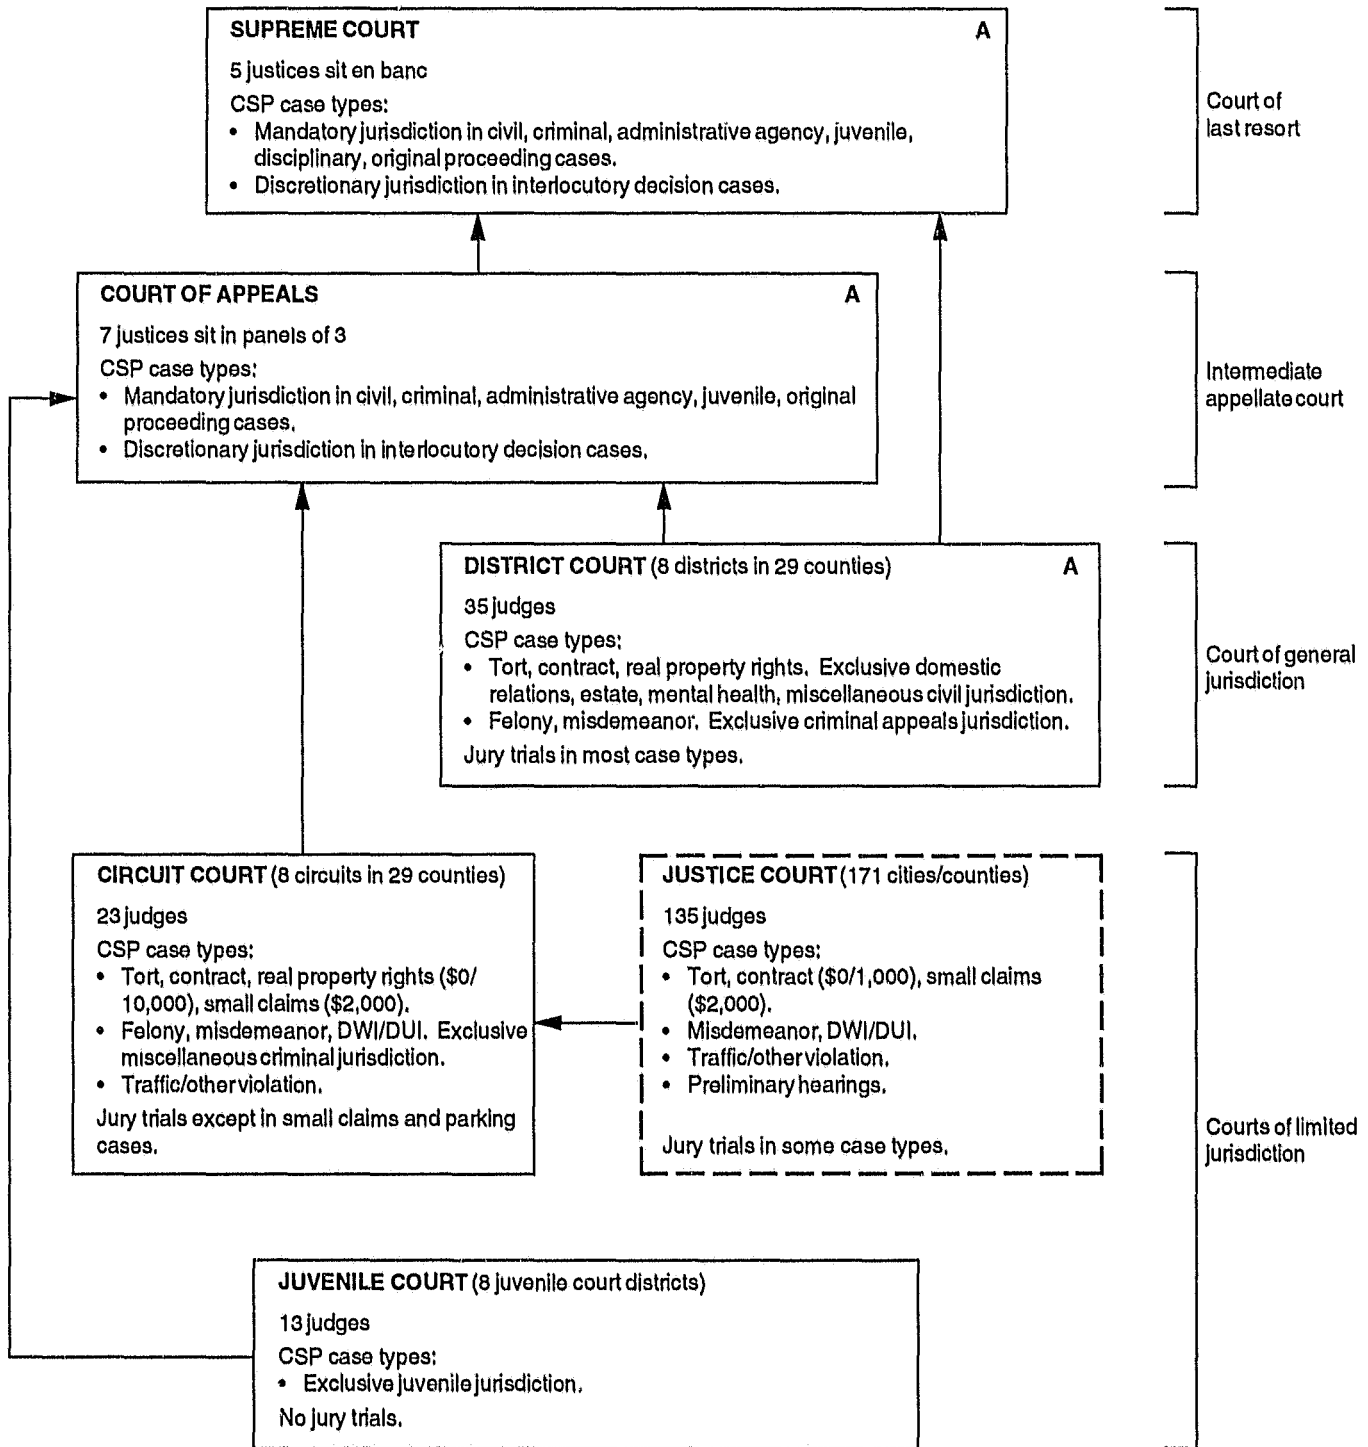 SUPREME COURT A
5 justices sit en banc
CSP case types:
• Mandatory jurisdiction in civil, criminal, administrative agency, juvenile,
disciplinary, original proceeding cases.
• Discretionary jurisdiction in interlocutory decision cases.
Court of
last resort
COURT OF APPEALS A
7 justices sit in panels of 3
CSP case types:
• Mandatory jurisdiction in civil, criminal, administrative agency, juvenile, original
proceeding cases.
• Discretionary jurisdiction in interlocutory decision cases.
Intermediate
appellate court
DISTRICT COURT (8 districts in 29 counties) A
35 judges
CSP case types:
• Tort, contract, real property rights. Exclusive domestic
relations, estate, mental health, miscellaneous civil jurisdiction.
• Felony, misdemeanor. Exclusive criminal appeals jurisdiction.
Jury trials in most case types.
Court of general
jurisdiction
CIRCUIT COURT (8 circuits in 29 counties)
23 judges
CSP case types:
• Tort, contract, real property rights ($0/
10,000), small claims ($2,000).
• Felony, misdemeanor, DWI/DUI. Exclusive
miscellaneous criminal jurisdiction.
• Traffic/other violation.
Jury trials except in small claims and parking
cases.
JUSTICE COURT (171 cities/counties)
135 judges
CSP case types:
• Tort, contract ($0/1,000), small claims
($2,000).
• Misdemeanor, DWI/DUI.
• Traffic/other violation.
• Preliminary hearings.
Jury trials in some case types.
Courts of limited
jurisdiction
JUVENILE COURT (8 juvenile court districts)
13 judges
CSP case types:
• Exclusive juvenile jurisdiction.
No jury trials.